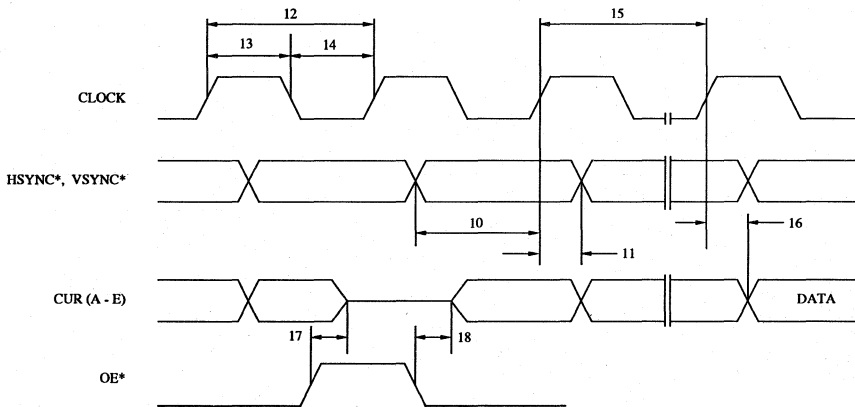 12
15
13
14
CLOCK
HSYNC*, VSYNC*
10
16
11
CUR (A - E)
DATA
17
18
OE*